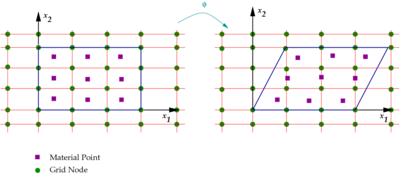 φ
x2
x2
x1
x1
Material Point
Grid Node